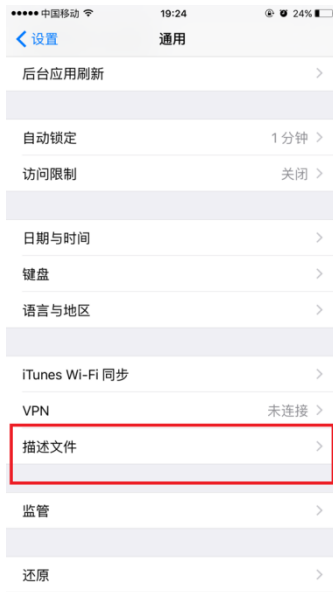 中国移动 19:24 24%
设置 通用
后台应用刷新
自动锁定 1 分钟
访问限制 关闭
日期与时间
键盘
语言与地区
iTunes Wi-Fi 同步
VPN 未连接
描述文件
监管
还原